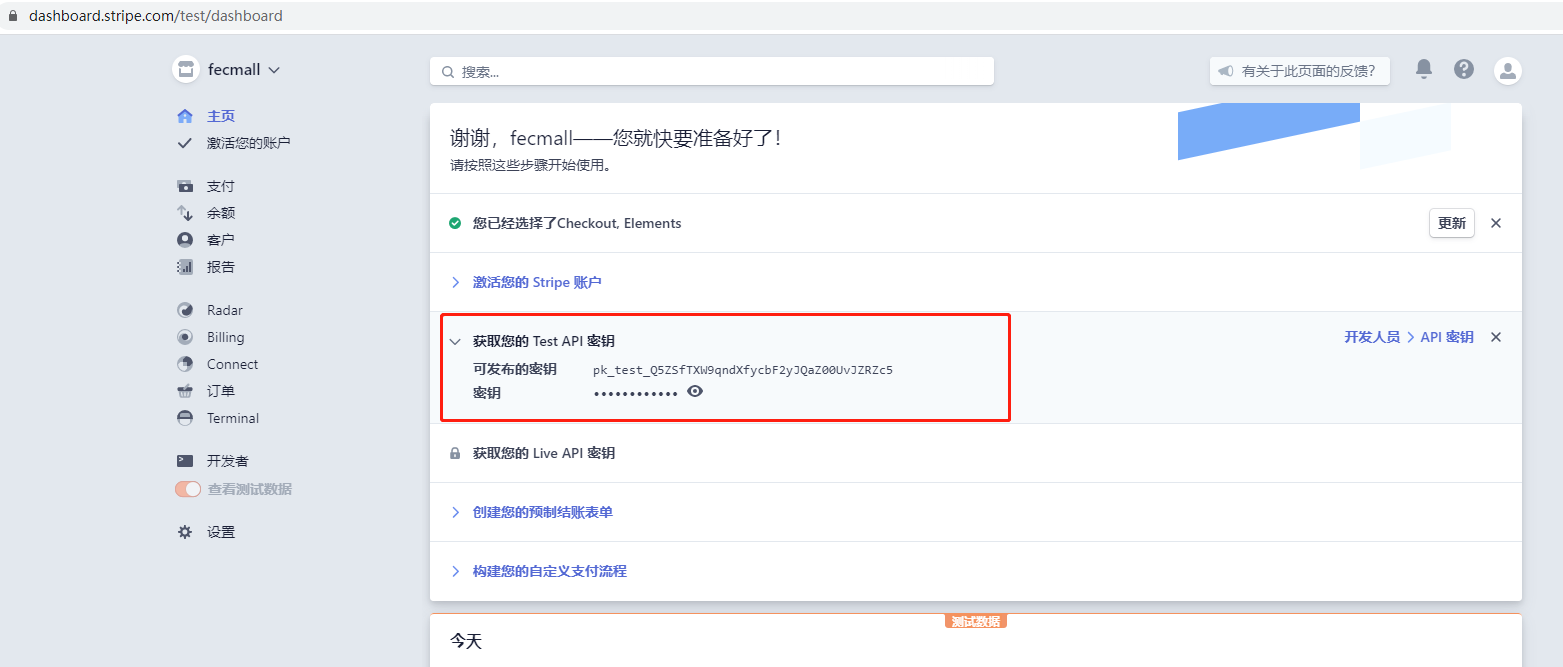 dashboard.stripe.com/test/dashboard
fecmall
搜索...
有关于此页面的反馈?
主页
激活您的账户
支付
余额
客户
报告
Radar
Billing
Connect
订单
Terminal
开发者
查看测试数据
设置
谢谢，fecmall——您就快要准备好了！
请按照这些步骤开始使用。
您已经选择了Checkout, Elements
更新
激活您的 Stripe 账户
获取您的 Test API 密钥
开发人员 > API 密钥
可发布的密钥 pk_test_Q5ZSfTXW9qndXfycbF2yJQaZ00UvJZRZc5
密钥 ••••••••••••
获取您的 Live API 密钥
创建您的预制结账表单
构建您的自定义支付流程
测试数据
今天